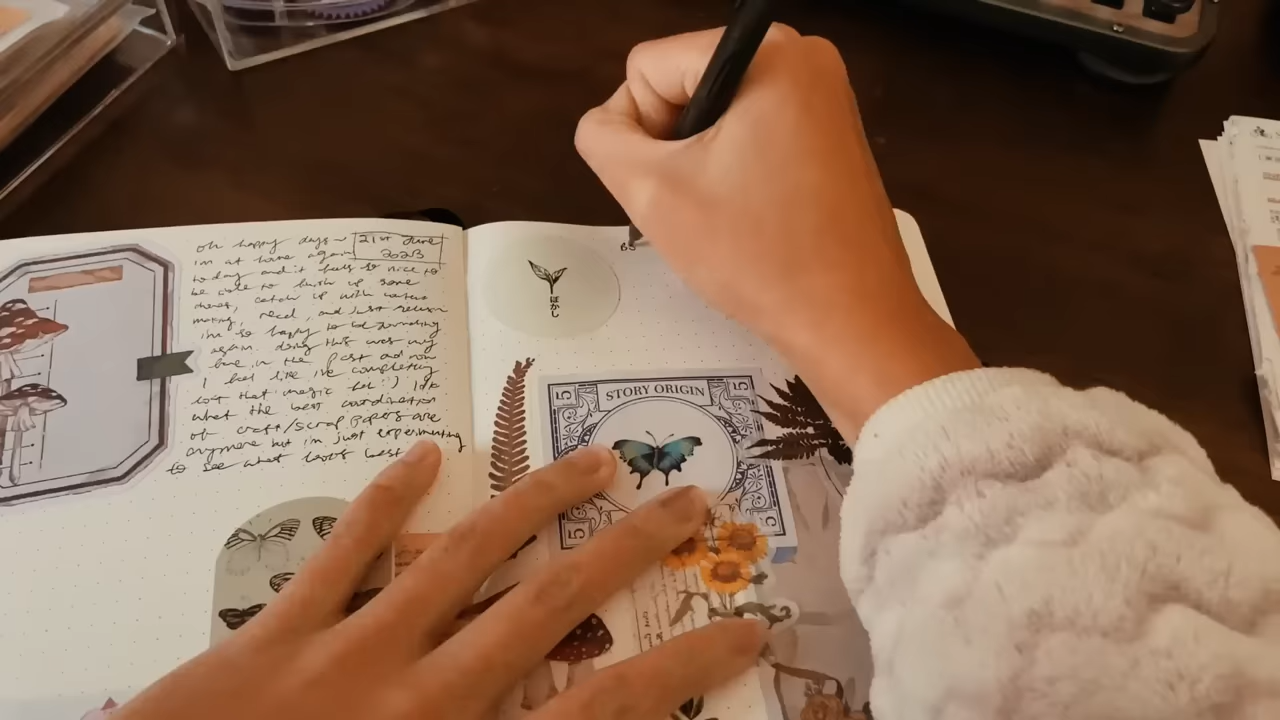 oh happy days ~
21st June
2023
i'm at home again
today and it feels so nice to
be able to finish up some
chores, catch up with
making, read, and just return
i'm so happy to be journaling
again. doing this was my
in the past and now
i feel like i've completely
lost that magic ha! :) idk
what the best coordination
of craft/scrap papers are
anymore but i'm just experimenting
to see what looks best
ぼかし
STORY ORIGIN
5 5
5 5